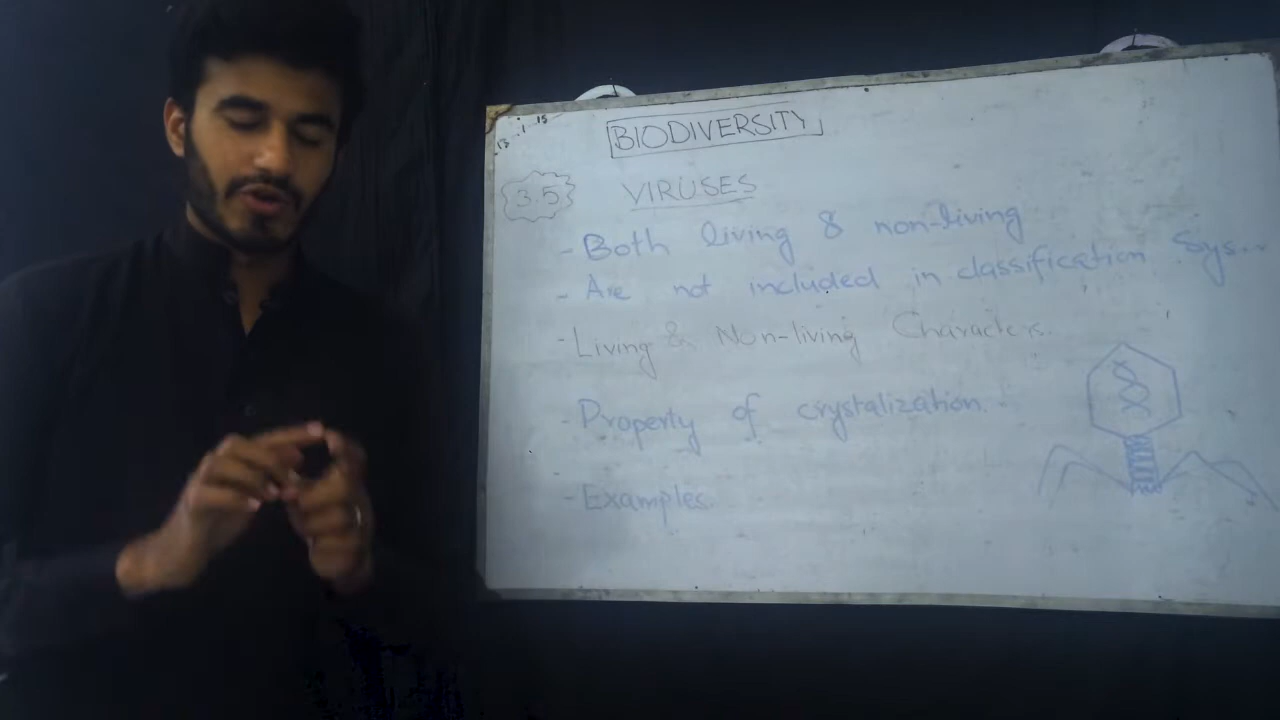 BIODIVERSITY
3.5 VIRUSES
- Both living & non-living
- Are not included in classification Sys...
- Living & Non-living Characters.
- Property of crystalization.
- Examples.